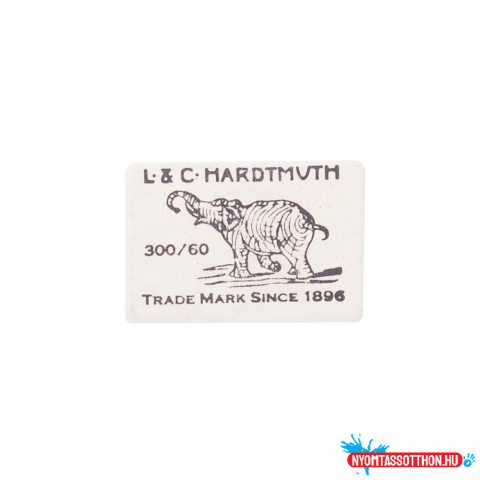 L. & C. HARDTMUTH
300/60
TRADE MARK SINCE 1896
NYOMTASSOTTHON.HU